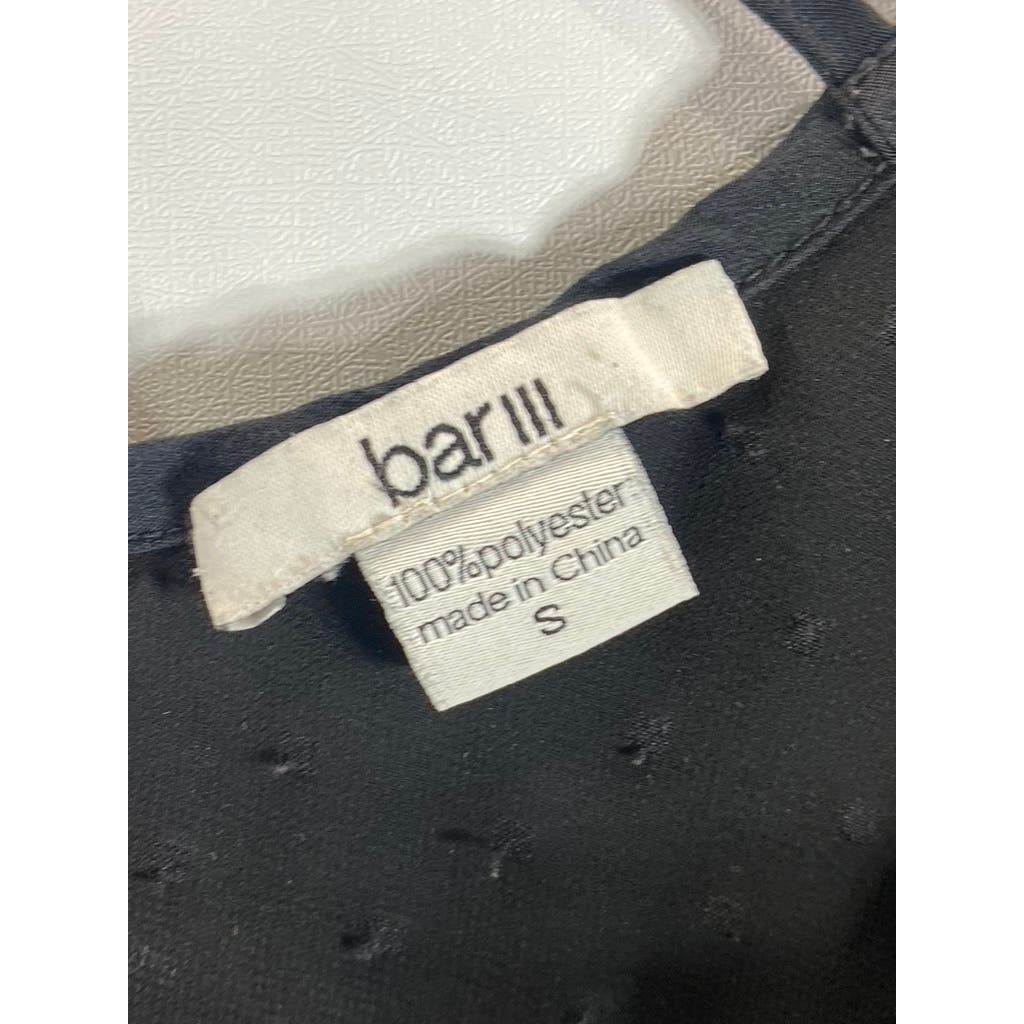 bar III
100%polyester
made in China
S